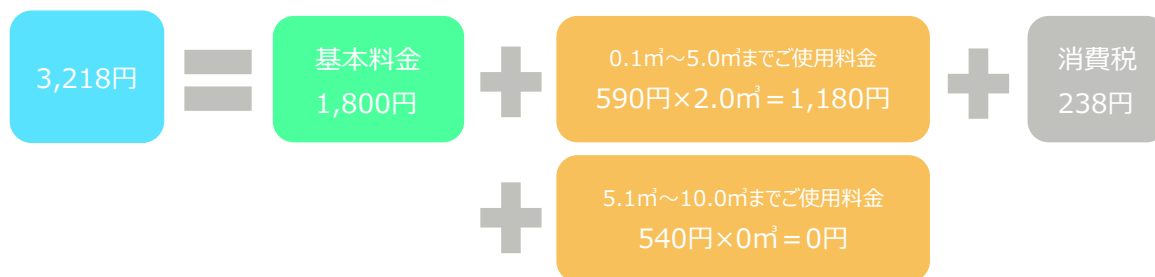 3,218円
基本料金
1,800円
0.1㎥～5.0㎥までご使用料金
590円×2.0㎥＝1,180円
消費税
238円
5.1㎥～10.0㎥までご使用料金
540円×0㎥＝0円